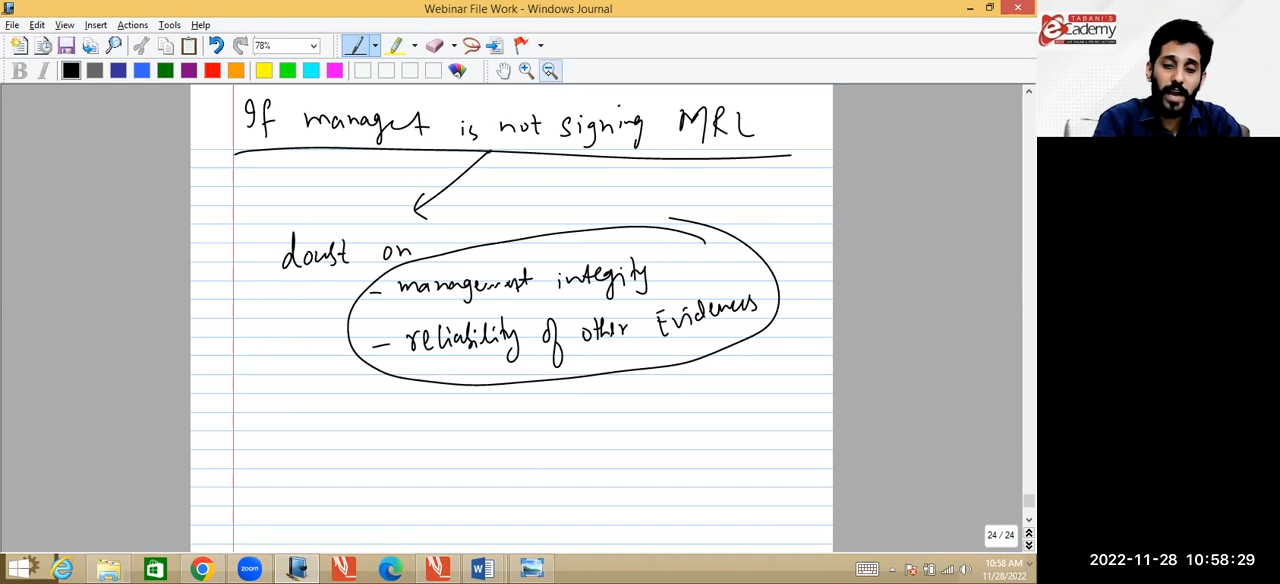 Webinar File Work - Windows Journal
File Edit View Insert Actions Tools Help
78%
If managet is not signing MRL
doubt on
- management integrity
- reliability of other Evidences
24 / 24
TABANI'S
eCademy
zoom
10:58 AM
11/28/2022
2022-11-28 10:58:29